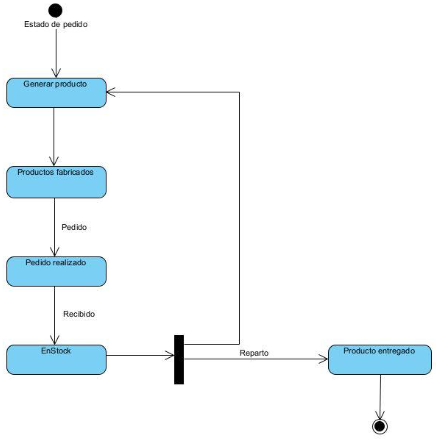 Estado de pedido
Generar producto
Productos fabricados
Pedido
Pedido realizado
Recibido
EnStock
Reparto
Producto entregado